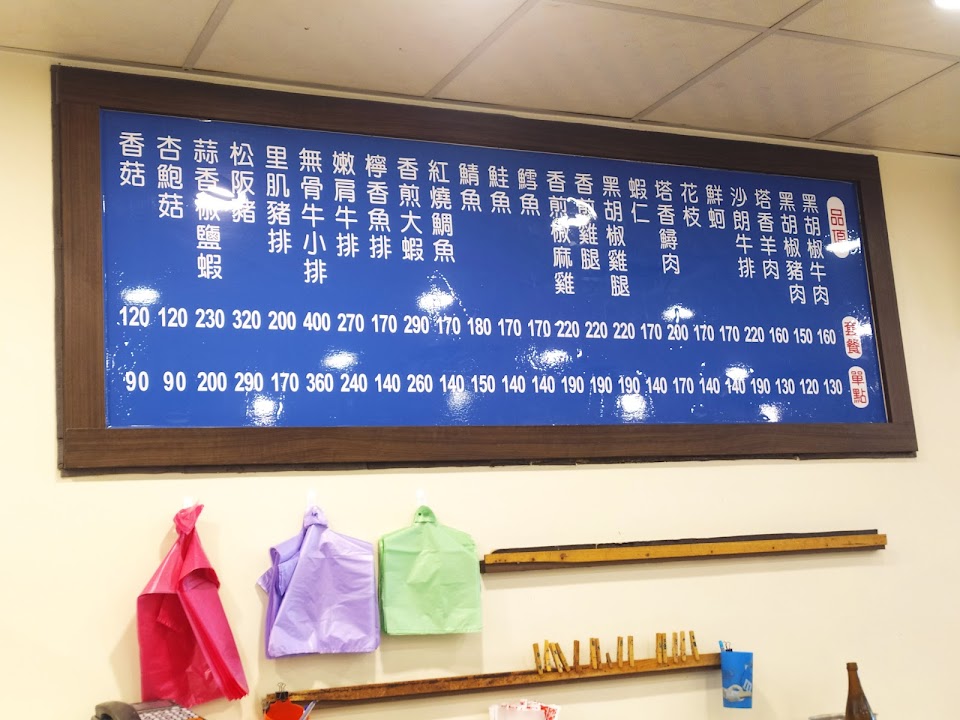 品項
黑胡椒牛肉
黑胡椒豬肉
塔香羊肉
沙朗牛排
鮮蚵
花枝
塔香鱘肉
蝦仁
黑胡椒雞腿
香煎雞腿
香煎椒麻雞
鱈魚
鮭魚
鯖魚
紅燒鯛魚
香煎大蝦
檸香魚排
嫩肩牛排
無骨牛小排
里肌豬排
松阪豬
蒜香椒鹽蝦
杏鮑菇
香菇
120 120 230 320 200 400 270 170 290 170 180 170 170 220 220 220 170 200 170 170 220 160 150 160 套餐
90 90 200 290 170 360 240 140 260 140 150 140 140 190 190 190 140 170 140 140 190 130 120 130 單點